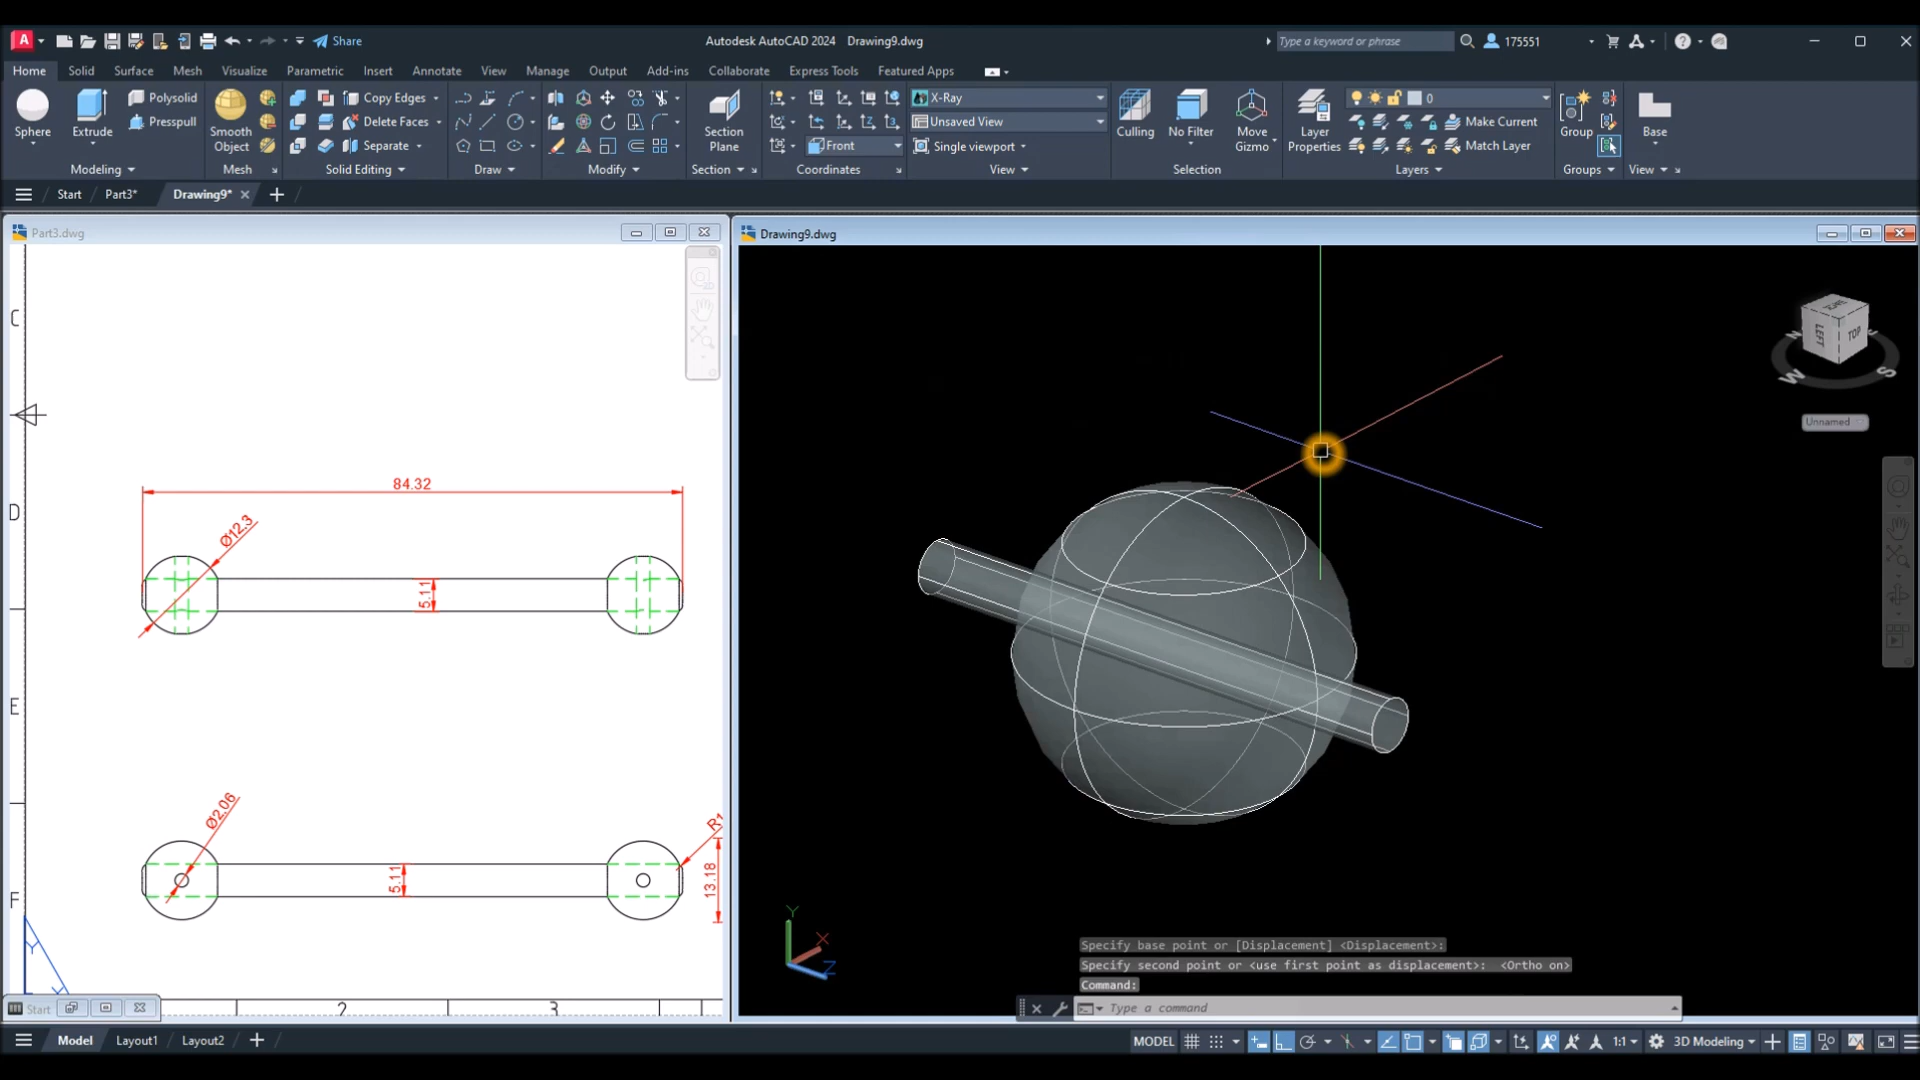 Share
Autodesk AutoCAD 2024 Drawing9.dwg
Type a keyword or phrase
175551
Home Solid Surface Mesh Visualize Parametric Insert Annotate View Manage Output Add-ins Collaborate Express Tools Featured Apps
Sphere
Extrude
Polysolid
Presspull
Smooth
Object
Copy Edges
Delete Faces
Separate
Section
Plane
Front
X-Ray
Unsaved View
Single viewport
Culling
No Filter
Move
Gizmo
Layer
Properties
0
Make Current
Match Layer
Group
Base
Modeling
Mesh
Solid Editing
Draw
Modify
Section
Coordinates
View
Selection
Layers
Groups
View
Start Part3* Drawing9*
Part3.dwg
Drawing9.dwg
C
D
E
F
84.32
Ø12.3
5.11
Ø2.06
5.11
13.18
2
3
Y
LEFT
TOP
W
S
Unnamed
Y
X
Z
Specify base point or [Displacement] <Displacement>:
Specify second point or <use first point as displacement>: <Ortho on>
Command:
Type a command
Start
Model Layout1 Layout2
MODEL
1:1
3D Modeling